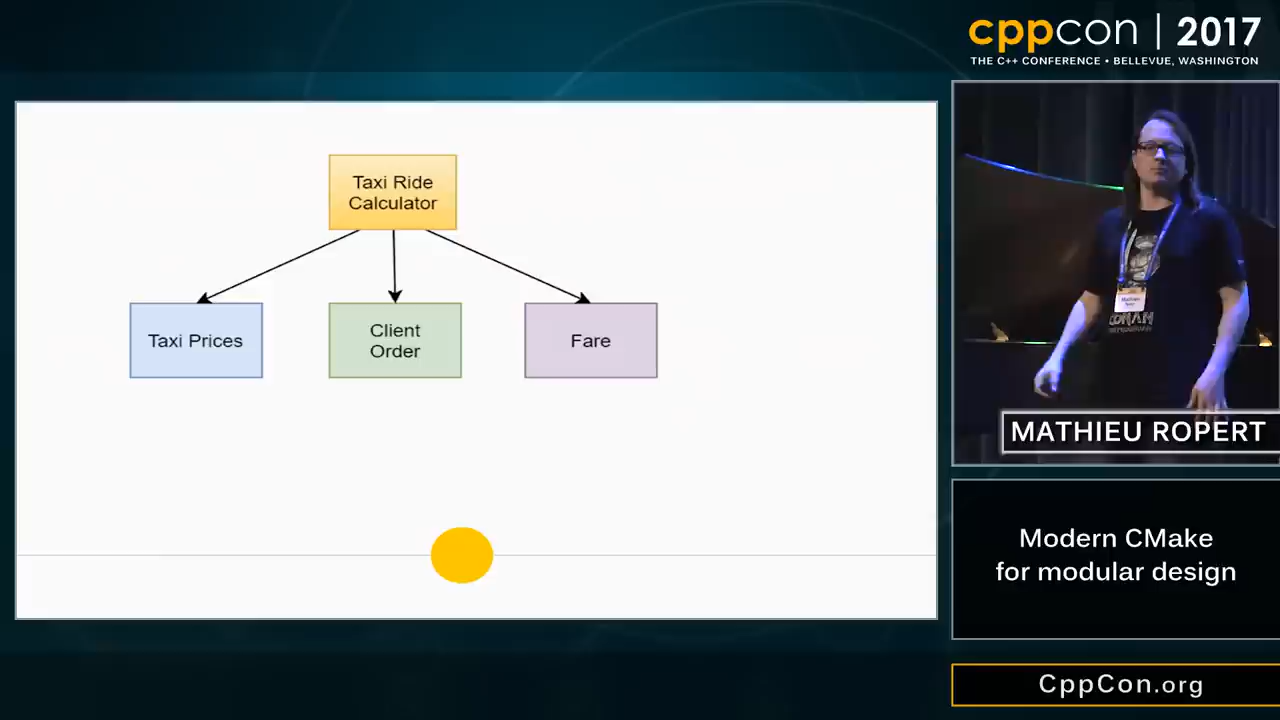 cppcon | 2017
THE C++ CONFERENCE • BELLEVUE, WASHINGTON
Taxi Ride
Calculator
Taxi Prices
Client
Order
Fare
CONAN
MATHIEU ROPERT
Modern CMake
for modular design
CppCon.org